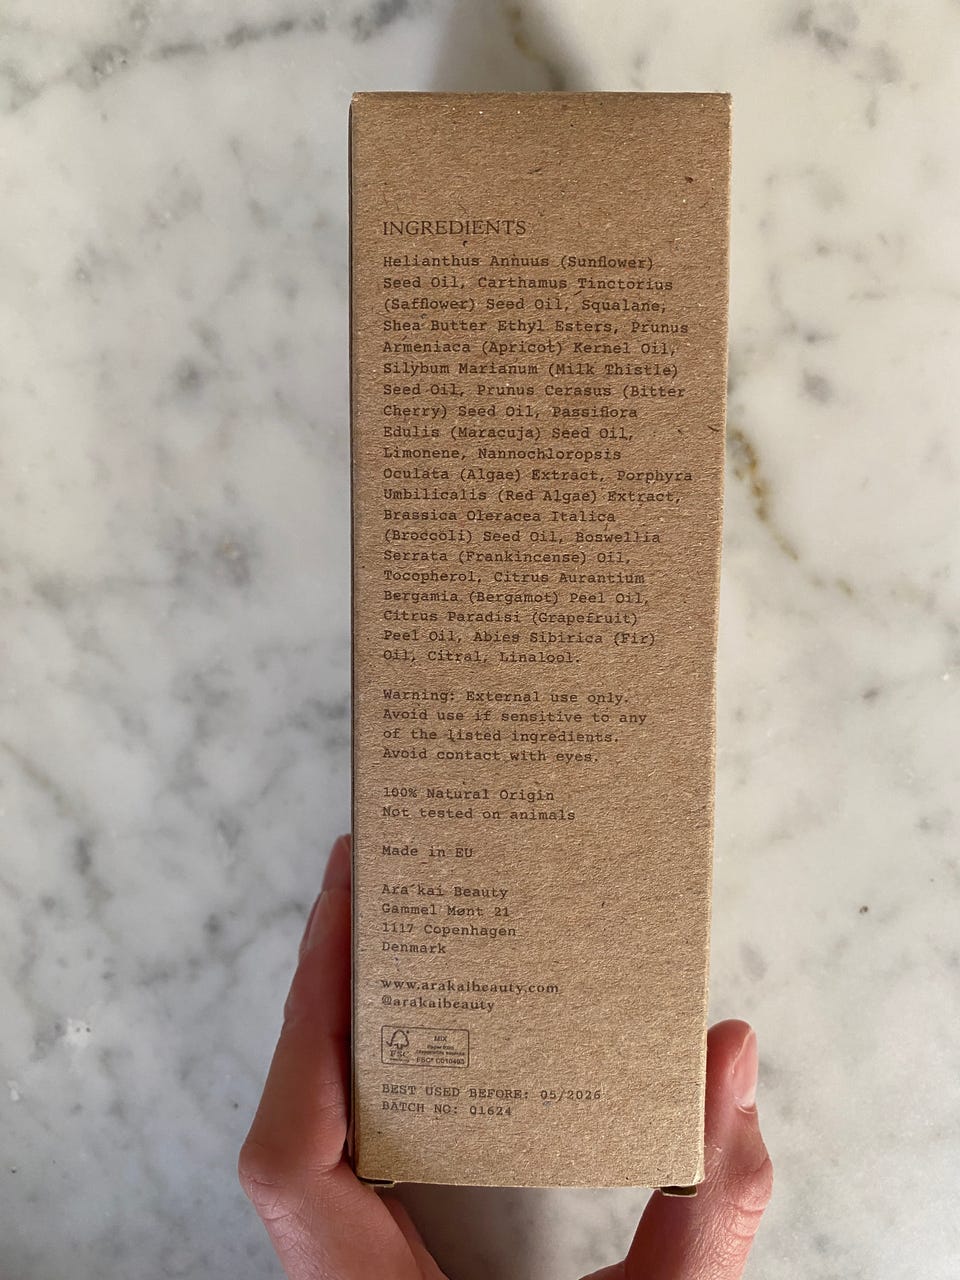 INGREDIENTS
Helianthus Annuus (Sunflower)
Seed Oil, Carthamus Tinctorius
(Safflower) Seed Oil, Squalane,
Shea Butter Ethyl Esters, Prunus
Armeniaca (Apricot) Kernel Oil,
Silybum Marianum (Milk Thistle)
Seed Oil, Prunus Cerasus (Bitter
Cherry) Seed Oil, Passiflora
Edulis (Maracuja) Seed Oil,
Limonene, Nannochloropsis
Oculata (Algae) Extract, Porphyra
Umbilicalis (Red Algae) Extract,
Brassica Oleracea Italica
(Broccoli) Seed Oil, Boswellia
Serrata (Frankincense) Oil,
Tocopherol, Citrus Aurantium
Bergamia (Bergamot) Peel Oil,
Citrus Paradisi (Grapefruit)
Peel Oil, Abies Sibirica (Fir)
Oil, Citral, Linalool.
Warning: External use only.
Avoid use if sensitive to any
of the listed ingredients.
Avoid contact with eyes.
100% Natural Origin
Not tested on animals
Made in EU
Ara´kai Beauty
Gammel Mønt 21
1117 Copenhagen
Denmark
www.arakaibeauty.com
@arakaibeauty
FSC
MIX
BEST USED BEFORE: 05/2026
BATCH NO: 01624